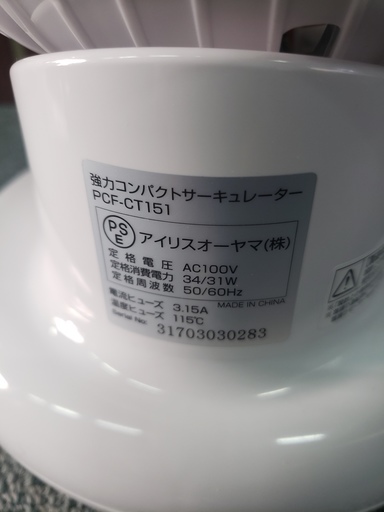 強力コンパクトサーキュレーター
PCF-CT151
PSE アイリスオーヤマ(株)
定格電圧 AC100V
定格消費電力 34/31W
定格周波数 50/60Hz
電流ヒューズ 3.15A MADE IN CHINA
温度ヒューズ 115℃
Serial No: 31703030283